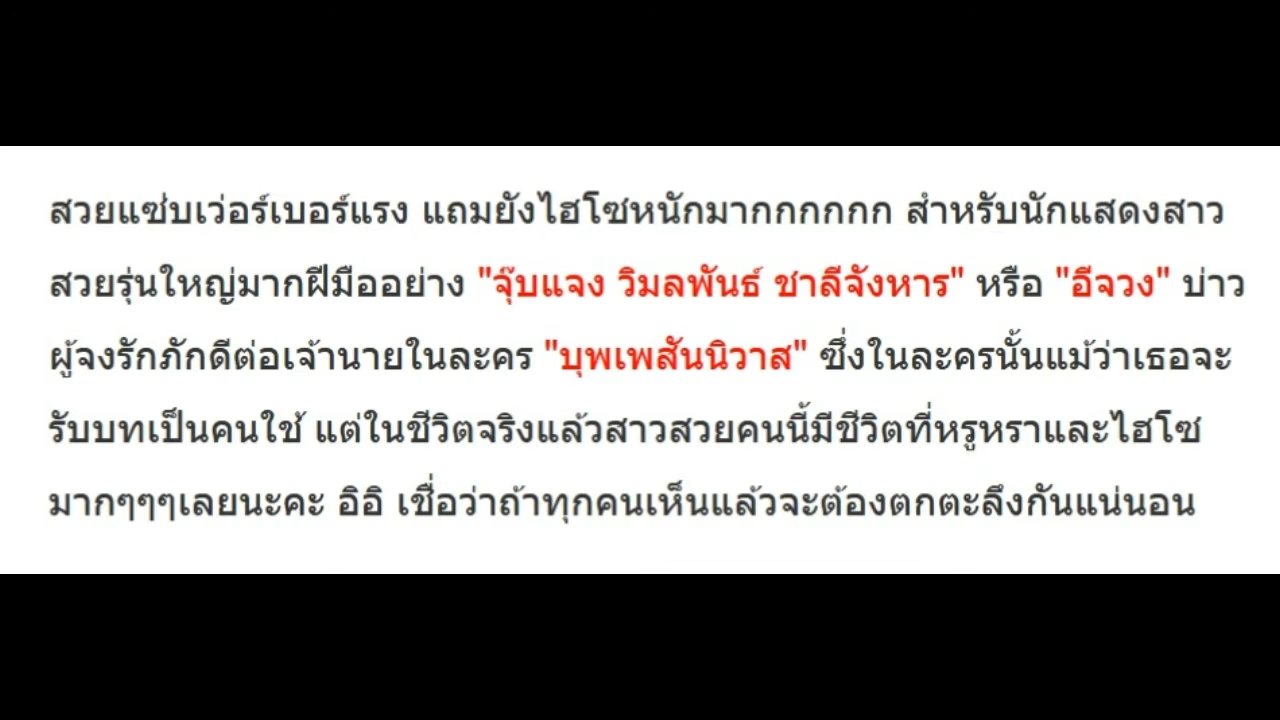 สวยแซ่บเว่อร์เบอร์แรง แถมยังไฮโซหนักมากกกกกก สำหรับนักแสดงสาว
สวยรุ่นใหญ่มากฝีมืออย่าง "จุ๊บแจง วิมลพันธ์ ชาลีจังหาร" หรือ "อีจวง" บ่าว
ผู้จงรักภักดีต่อเจ้านายในละคร "บุพเพสันนิวาส" ซึ่งในละครนั้นแม้ว่าเธอจะ
รับบทเป็นคนใช้ แต่ในชีวิตจริงแล้วสาวสวยคนนี้มีชีวิตที่หรูหราและไฮโซ
มากๆๆๆเลยนะคะ อิอิ เชื่อว่าถ้าทุกคนเห็นแล้วจะต้องตกตะลึงกันแน่นอน